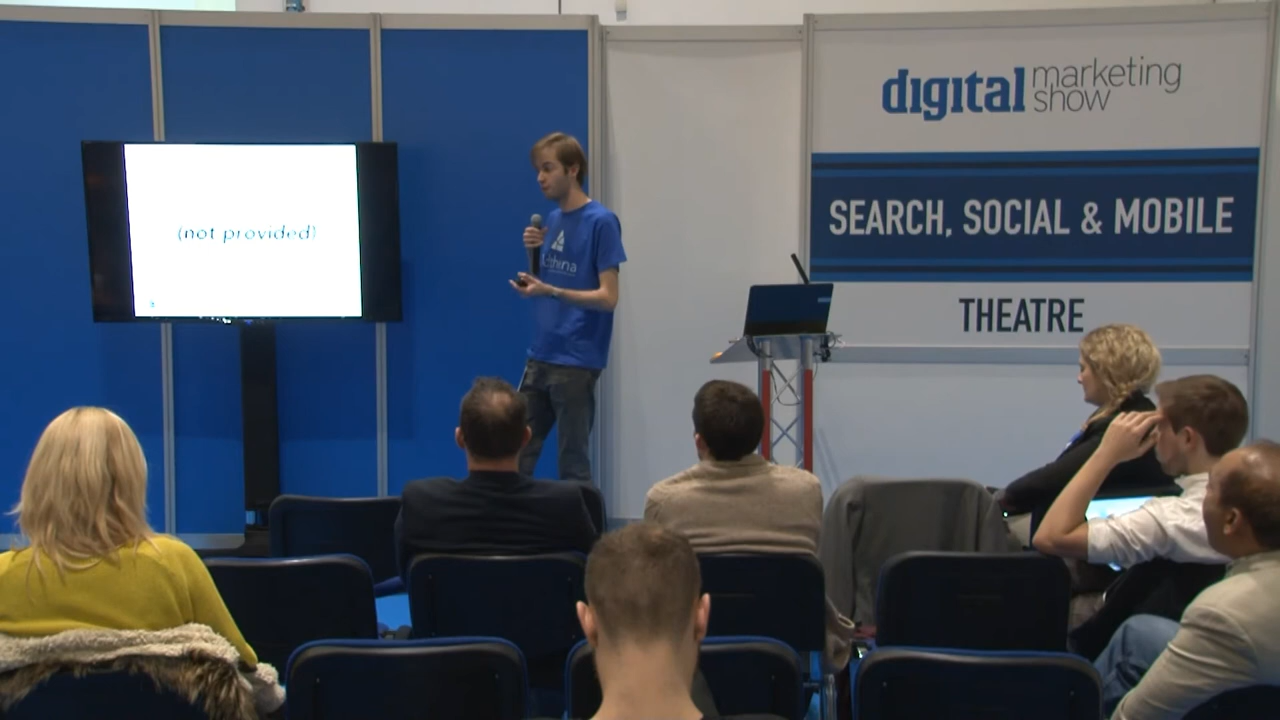 (not provided)
digital marketing show
SEARCH, SOCIAL & MOBILE
THEATRE